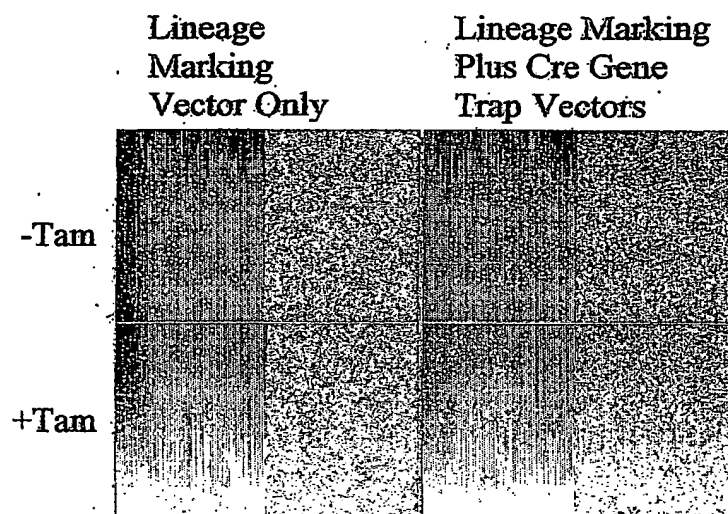 Lineage
Marking
Vector Only
Lineage Marking
Plus Cre Gene
Trap Vectors
-Tam
+Tam